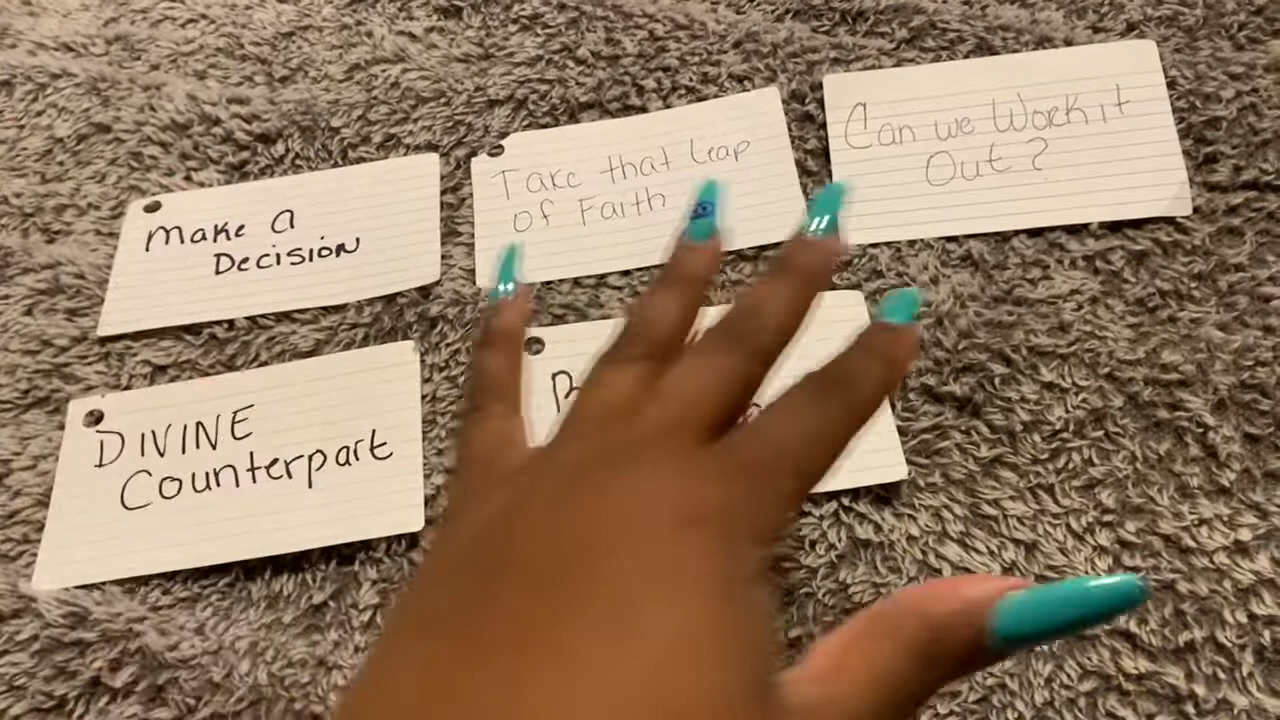 Make a
Decision
Take that leap
of Faith
Can we Work it
Out?
DIVINE
Counterpart